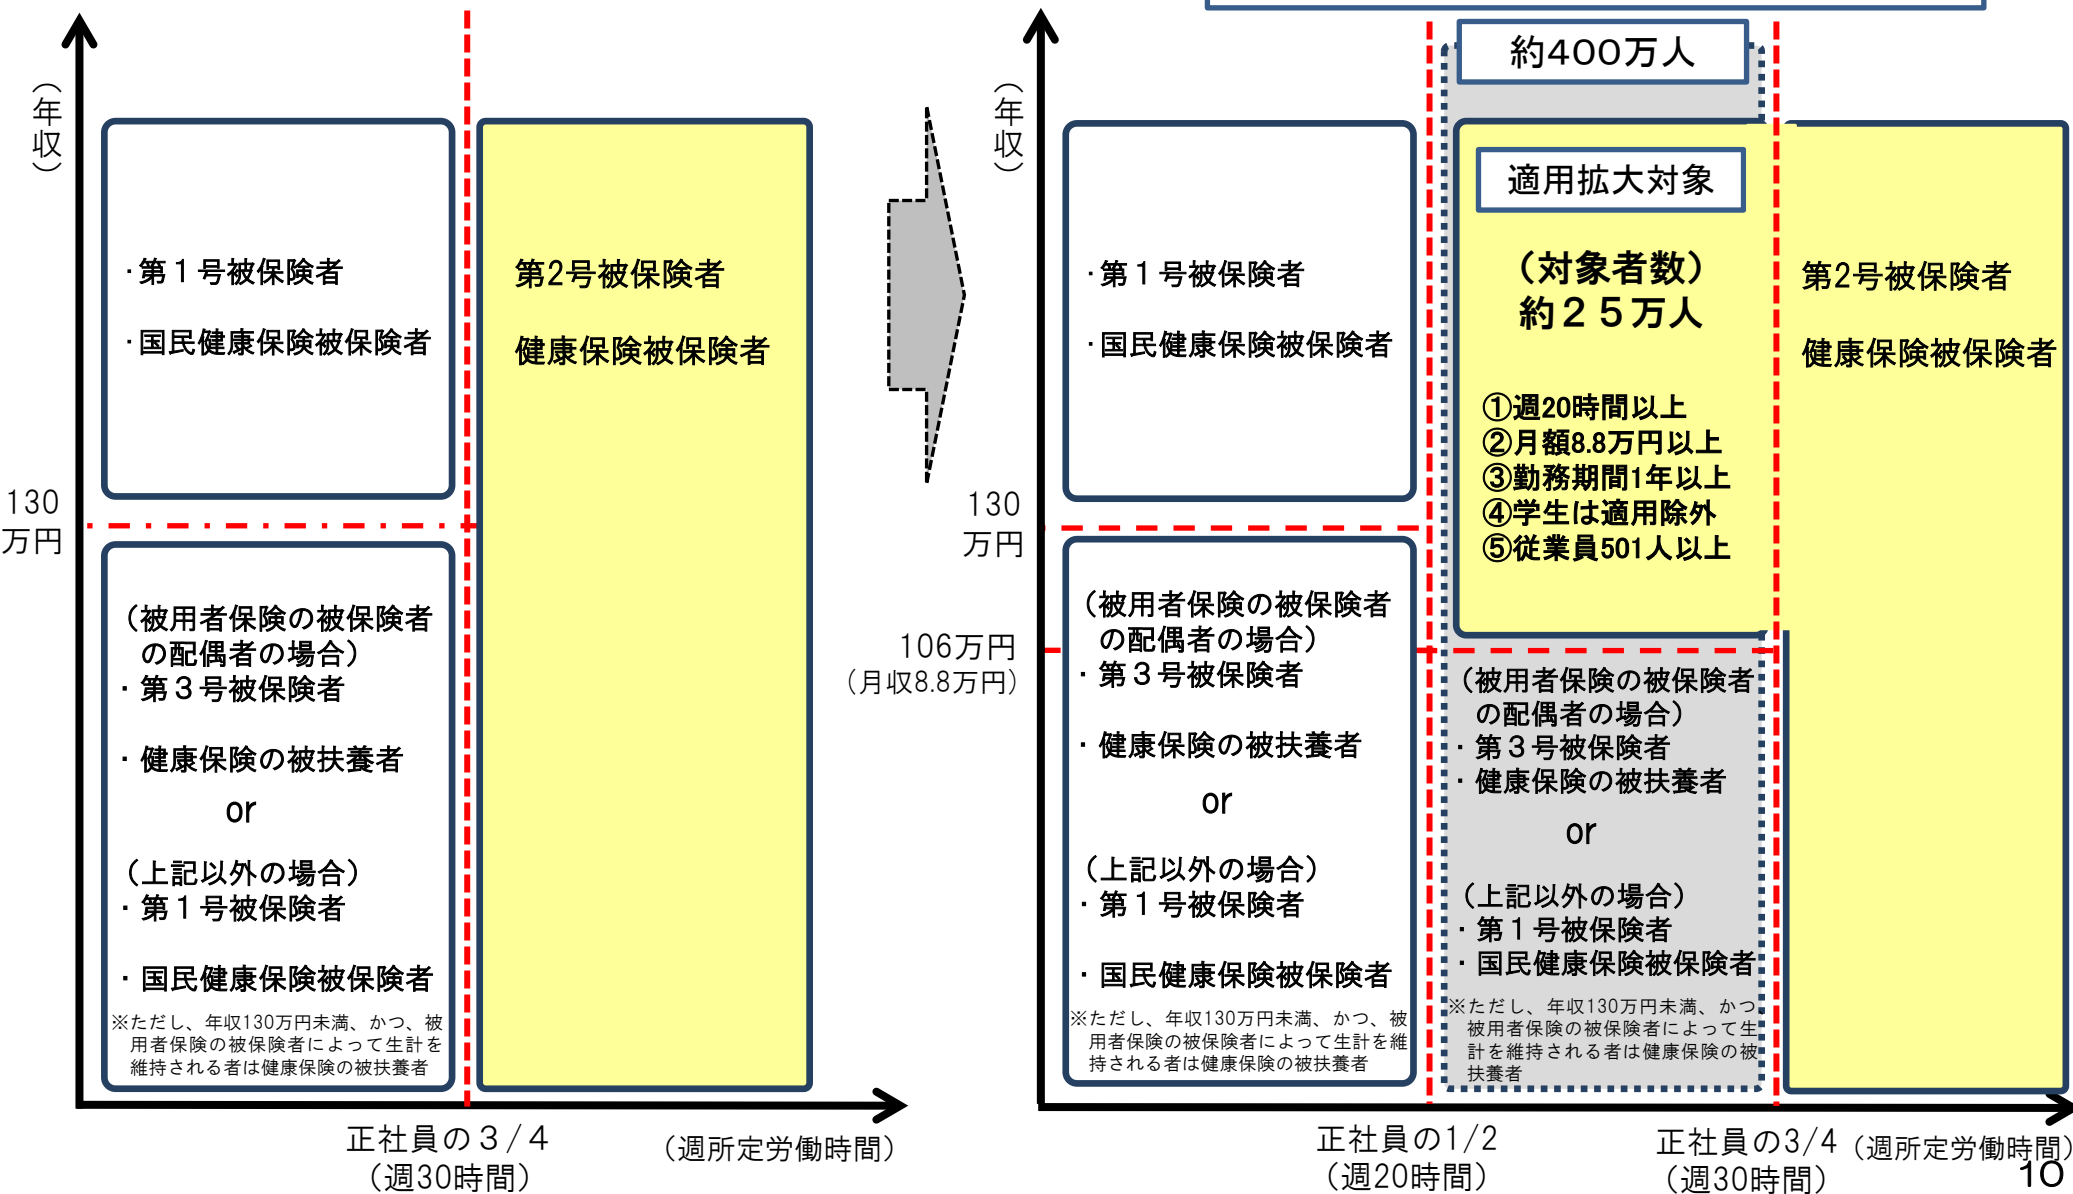 （年収）
・第１号被保険者
・国民健康保険被保険者
第2号被保険者
健康保険被保険者
130
万円
（被用者保険の被保険者
の配偶者の場合）
・第３号被保険者
・健康保険の被扶養者
or
（上記以外の場合）
・第１号被保険者
・国民健康保険被保険者
※ただし、年収130万円未満、かつ、被
用者保険の被保険者によって生計を
維持される者は健康保険の被扶養者
正社員の３/４
（週30時間）
（週所定労働時間）
（年収）
・第１号被保険者
・国民健康保険被保険者
130
万円
106万円
（月収8.8万円）
（被用者保険の被保険者
の配偶者の場合）
・第３号被保険者
・健康保険の被扶養者
or
（上記以外の場合）
・第１号被保険者
・国民健康保険被保険者
※ただし、年収130万円未満、かつ、被
用者保険の被保険者によって生計を維
持される者は健康保険の被扶養者
約400万人
適用拡大対象
（対象者数）
約２５万人
①週20時間以上
②月額8.8万円以上
③勤務期間1年以上
④学生は適用除外
⑤従業員501人以上
（被用者保険の被保険者
の配偶者の場合）
・第３号被保険者
・健康保険の被扶養者
or
（上記以外の場合）
・第１号被保険者
・国民健康保険被保険者
※ただし、年収130万円未満、かつ、
被用者保険の被保険者によって生
計を維持される者は健康保険の被
扶養者
第2号被保険者
健康保険被保険者
正社員の1/2
（週20時間）
正社員の3/4
（週30時間）
（週所定労働時間）
10